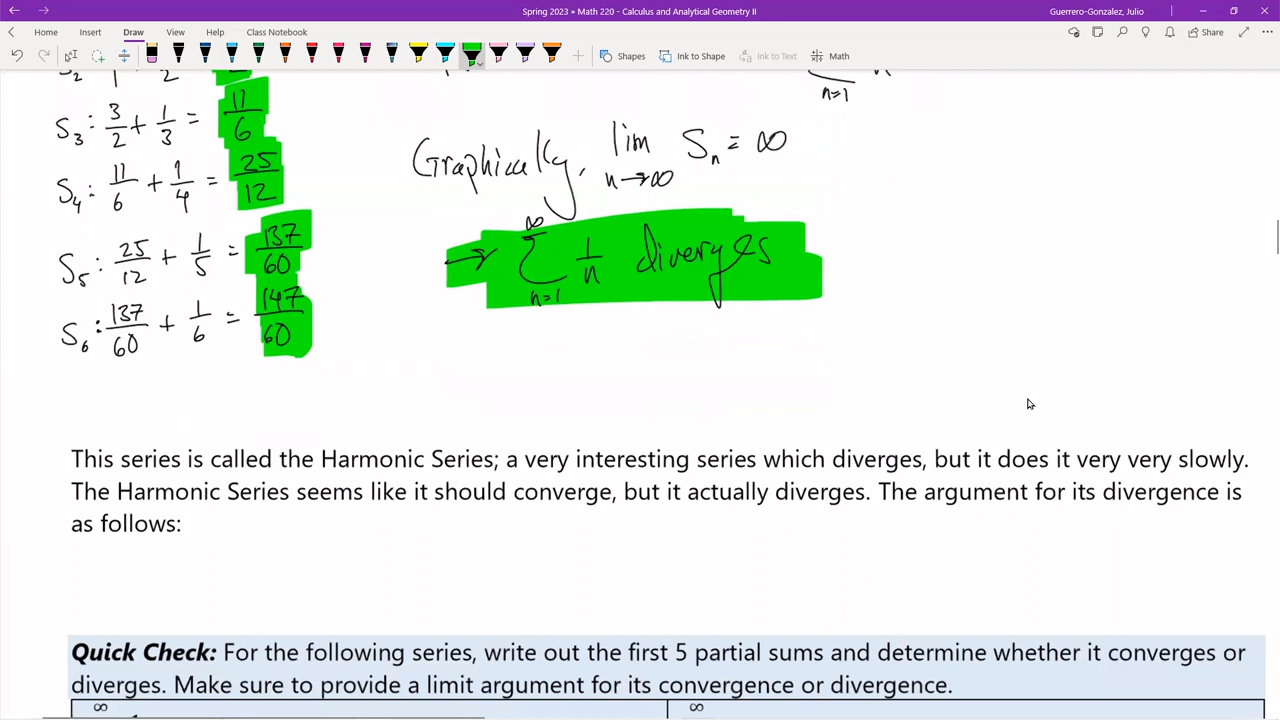 Spring 2023 » Math 220 - Calculus and Analytical Geometry II
Guerrero-Gonzalez, Julio
Home Insert Draw View Help Class Notebook
Share
Shapes Ink to Shape Ink to Text Math
n=1
S₃: 3/2 + 1/3 = 11/6
S₄: 11/6 + 1/4 = 25/12
S₅: 25/12 + 1/5 = 137/60
S₆: 137/60 + 1/6 = 147/60
Graphically, lim n→∞ Sₙ = ∞
→ ∞ Σ n=1 1/n diverges
This series is called the Harmonic Series; a very interesting series which diverges, but it does it very very slowly.
The Harmonic Series seems like it should converge, but it actually diverges. The argument for its divergence is
as follows:
Quick Check: For the following series, write out the first 5 partial sums and determine whether it converges or
diverges. Make sure to provide a limit argument for its convergence or divergence.
∞ ∞